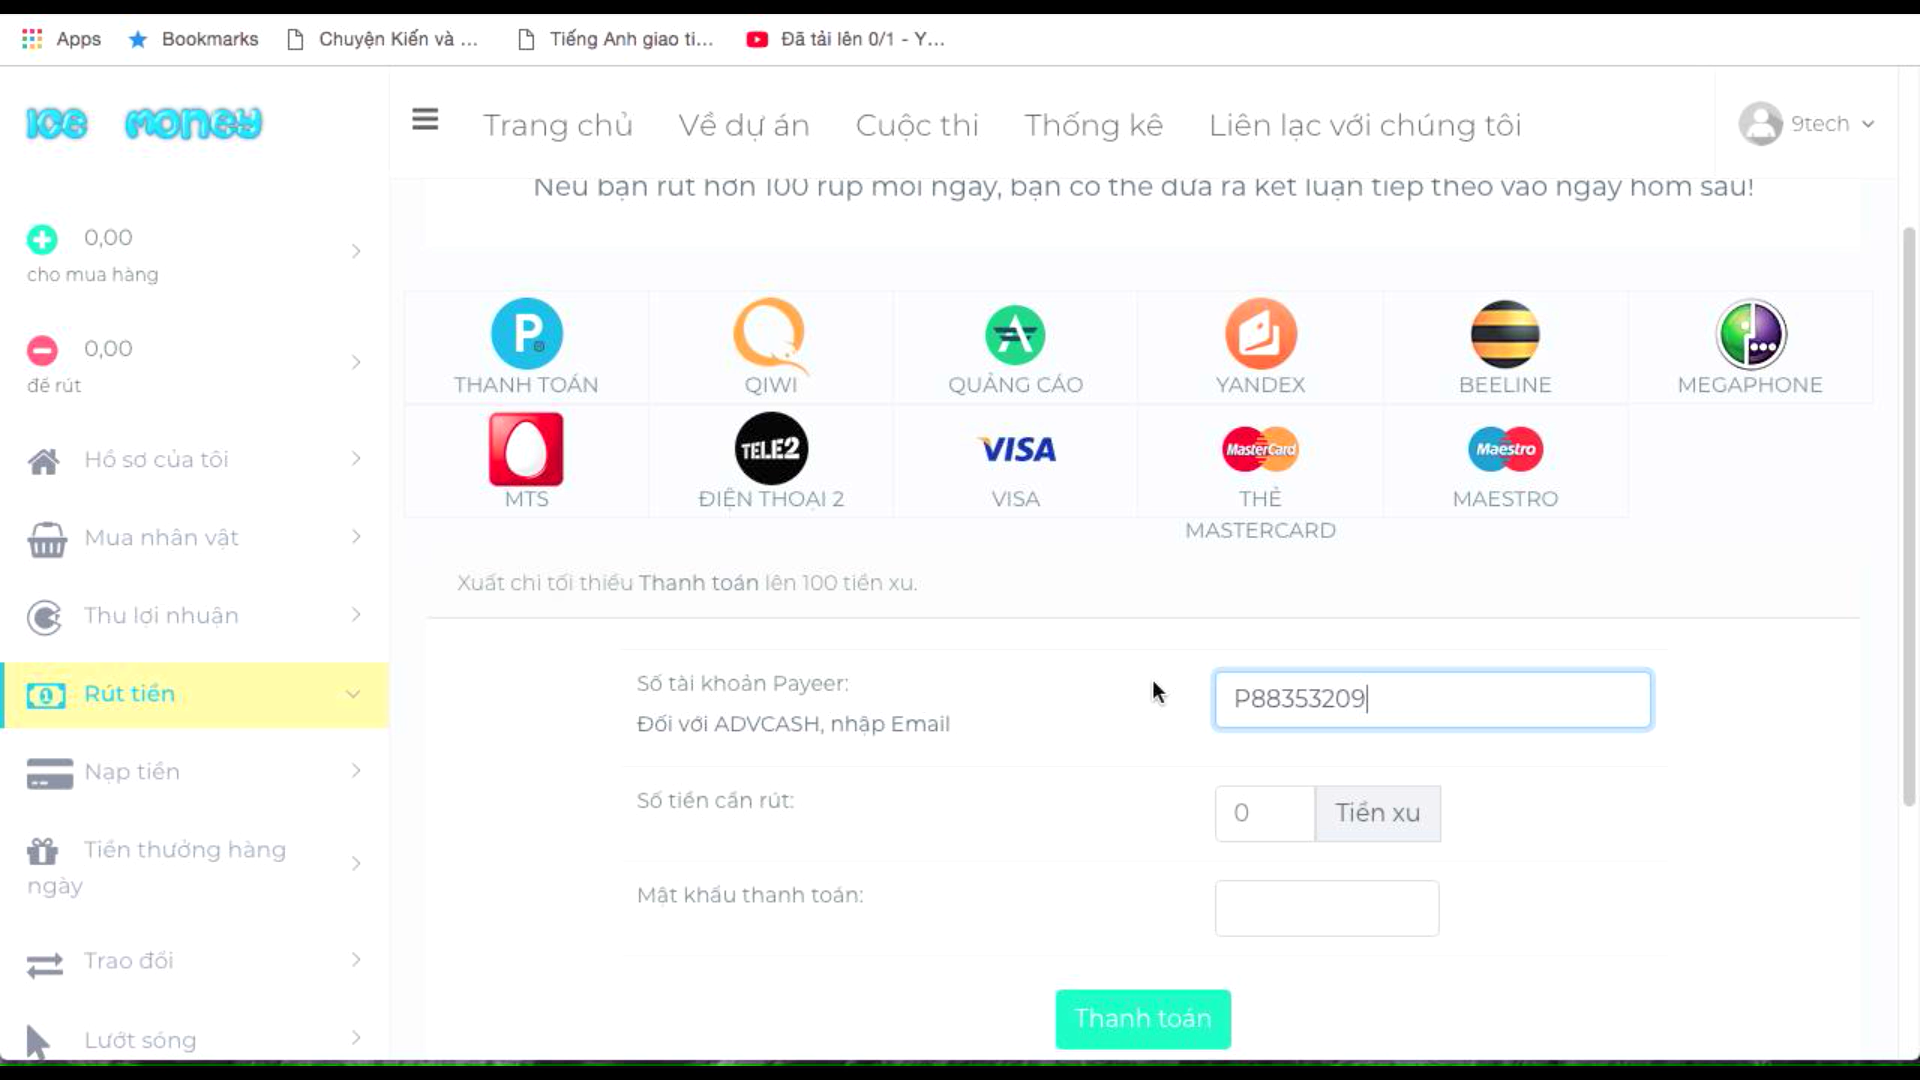 Apps
Bookmarks
Chuyện Kiến và ...
Tiếng Anh giao ti...
Đã tải lên 0/1 - Y...
ICE MONEY
Trang chủ
Về dự án
Cuộc thi
Thống kê
Liên lạc với chúng tôi
9tech
Nếu bạn rút hơn 100 rúp mỗi ngày, bạn có thể đưa ra kết luận tiếp theo vào ngày hôm sau!
0,00
cho mua hàng
0,00
để rút
Hồ sơ của tôi
Mua nhân vật
Thu lợi nhuận
Rút tiền
Nạp tiền
Tiền thưởng hàng
ngày
Trao đổi
Lướt sóng
THANH TOÁN
QIWI
QUẢNG CÁO
YANDEX
BEELINE
MEGAPHONE
TELE2
VISA
MasterCard
Maestro
MTS
ĐIỆN THOẠI 2
VISA
THẺ
MASTERCARD
MAESTRO
Xuất chi tối thiểu Thanh toán lên 100 tiền xu.
Số tài khoản Payeer:
Đối với ADVCASH, nhập Email
P88353209
Số tiền cần rút:
0
Tiền xu
Mật khẩu thanh toán:
Thanh toán